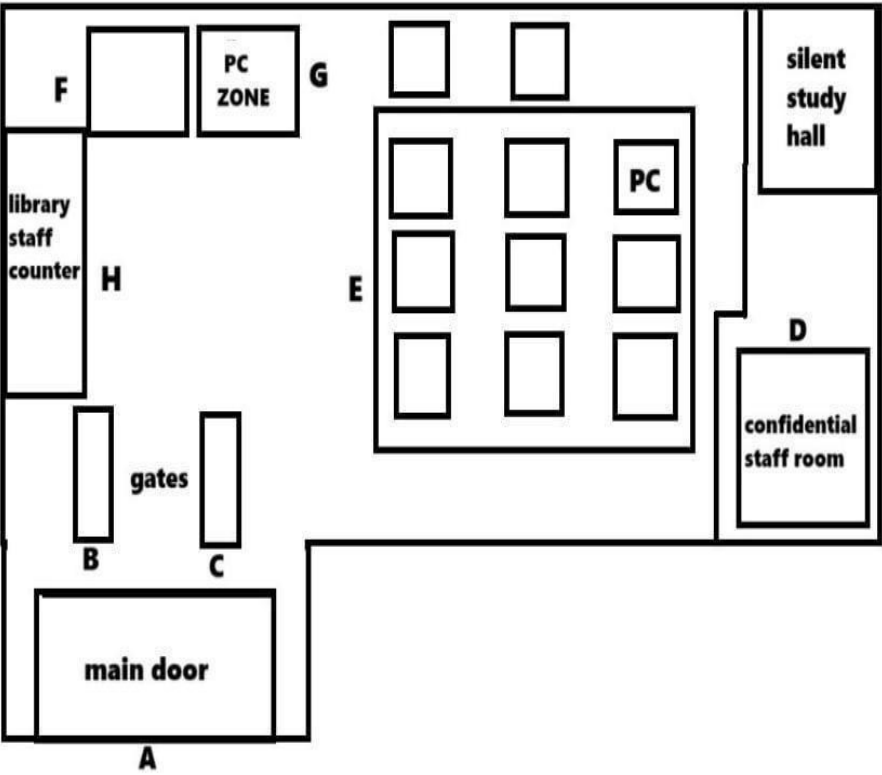 F
PC
ZONE
G
silent
study
hall
PC
library
staff
counter
H
E
D
confidential
staff room
gates
B
C
main door
A